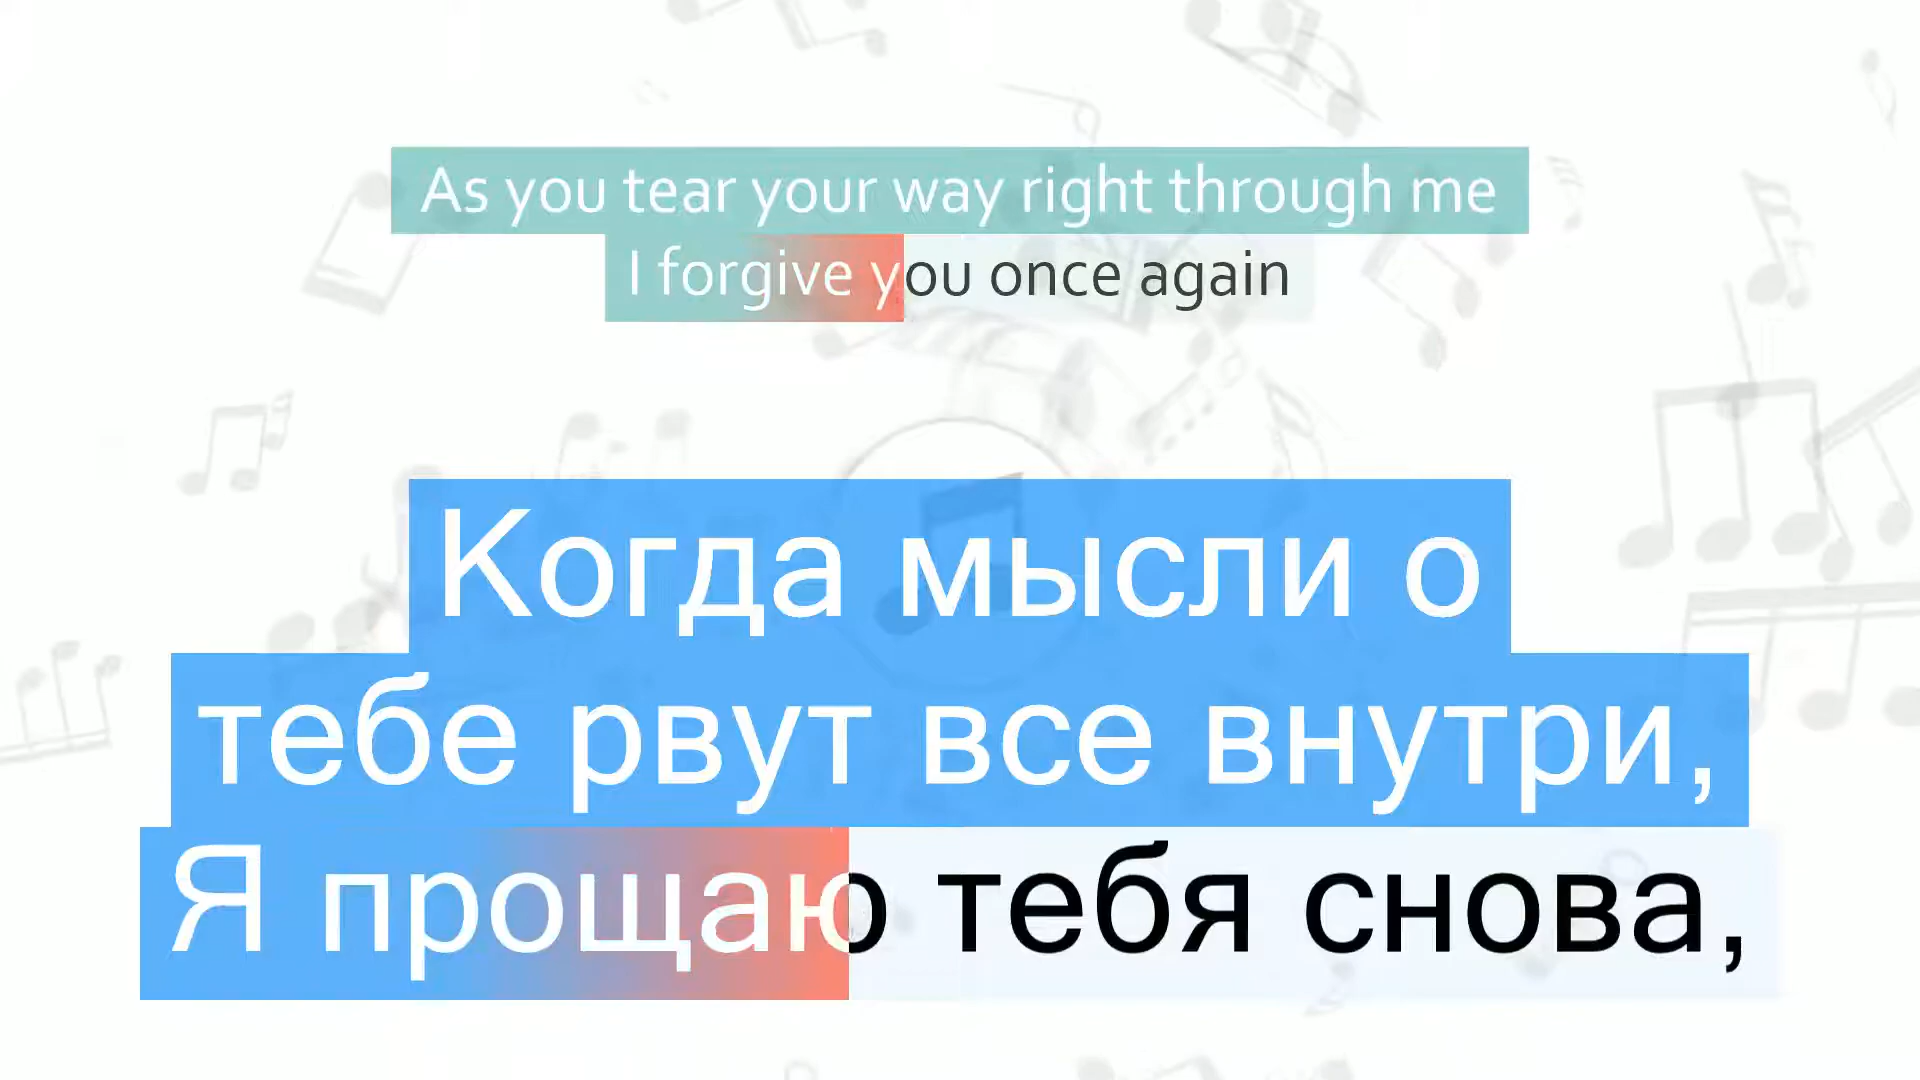 As you tear your way right through me
I forgive you once again
Когда мысли о
тебе рвут все внутри,
Я прощаю тебя снова,